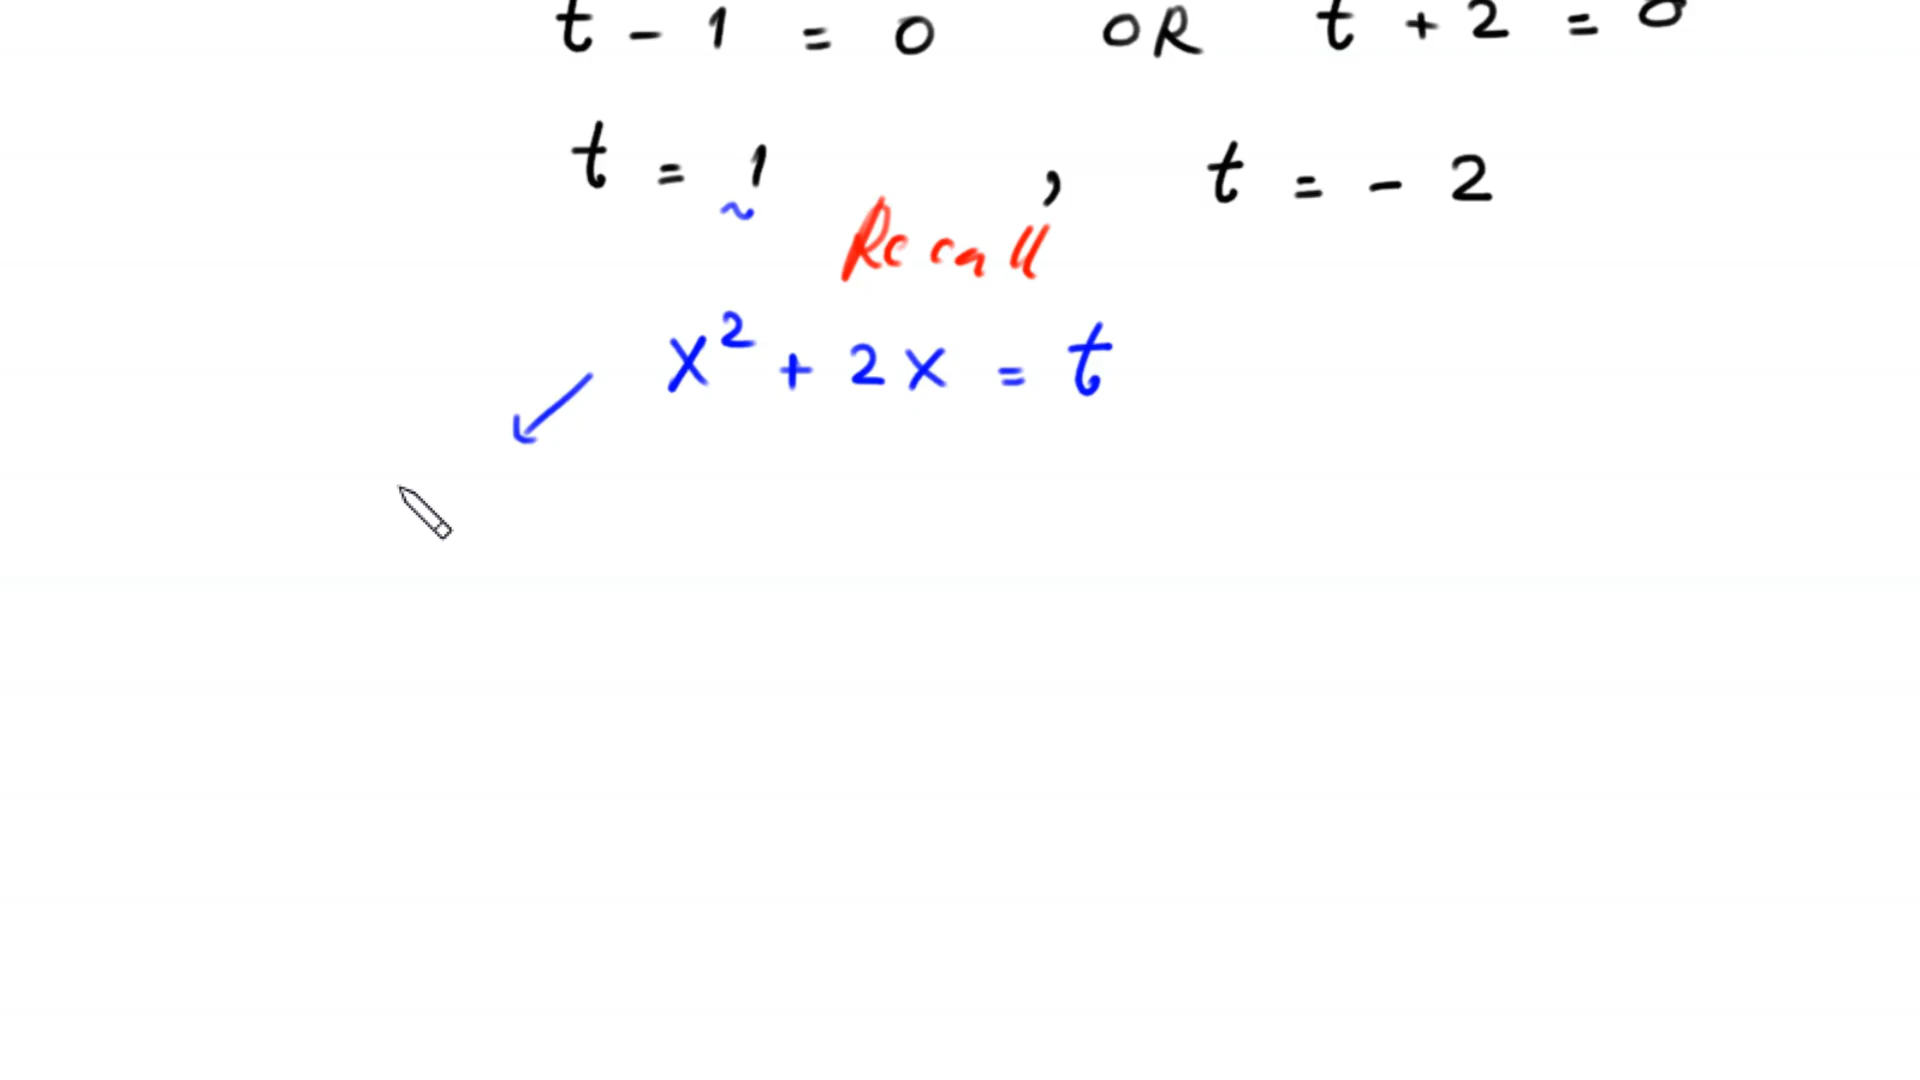 t - 1 = 0 OR t + 2 = 0
t = 1 , t = - 2
~
Recall
x² + 2x = t